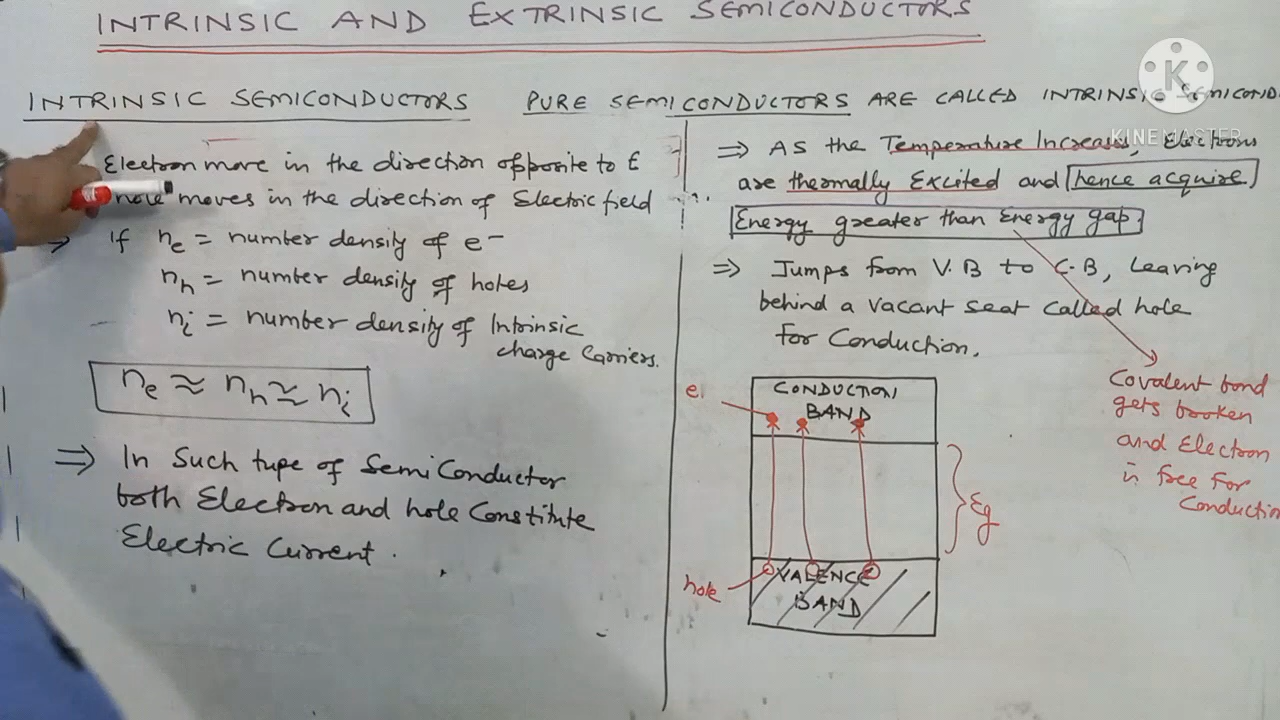 INTRINSIC AND EXTRINSIC SEMICONDUCTORS
INTRINSIC SEMICONDUCTORS PURE SEMICONDUCTORS ARE CALLED INTRINSIC SEMICOND
Electron move in the direction opposite to E
hole moves in the direction of Electric field
⇒ If ne = number density of e-
nh = number density of holes
ni = number density of Intrinsic
charge Carriers.
ne ≈ nh ≃ ni
⇒ In Such type of SemiConductor
both Electron and hole Constitute
Electric Current.
⇒ As the Temperature Increases, Electrons
are thermally Excited and hence acquire
Energy greater than Energy gap.
⇒ Jumps from V.B to C.B, Leaving
behind a vacant seat called hole
for Conduction.
Covalent bond
gets broken
and Electron
is free for
Conduction
e
CONDUCTION
BAND
Eg
hole
VALENCE
BAND
K
KINEMASTER